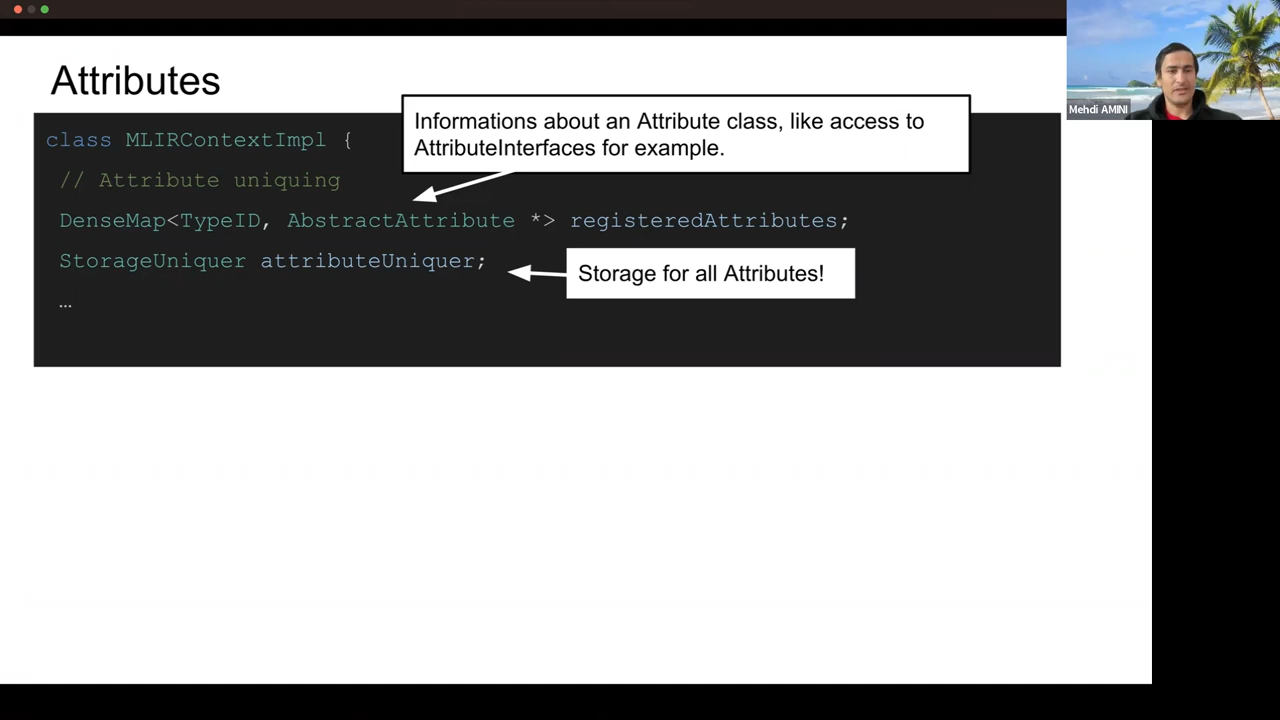 Attributes
Informations about an Attribute class, like access to
AttributeInterfaces for example.
class MLIRContextImpl {
// Attribute uniquing
DenseMap<TypeID, AbstractAttribute *> registeredAttributes;
StorageUniquer attributeUniquer;
Storage for all Attributes!
…
Mehdi AMINI